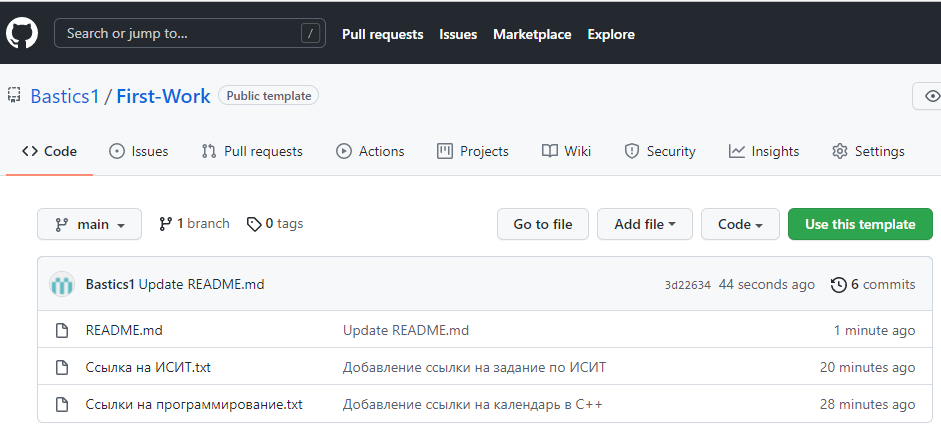 Search or jump to... /
Pull requests Issues Marketplace Explore
Bastics1 / First-Work Public template
Code Issues Pull requests Actions Projects Wiki Security Insights Settings
main 1 branch 0 tags Go to file Add file Code Use this template
Bastics1 Update README.md 3d22634 44 seconds ago 6 commits
README.md Update README.md 1 minute ago
Ссылка на ИСИТ.txt Добавление ссылки на задание по ИСИТ 20 minutes ago
Ссылки на программирование.txt Добавление ссылки на календарь в C++ 28 minutes ago